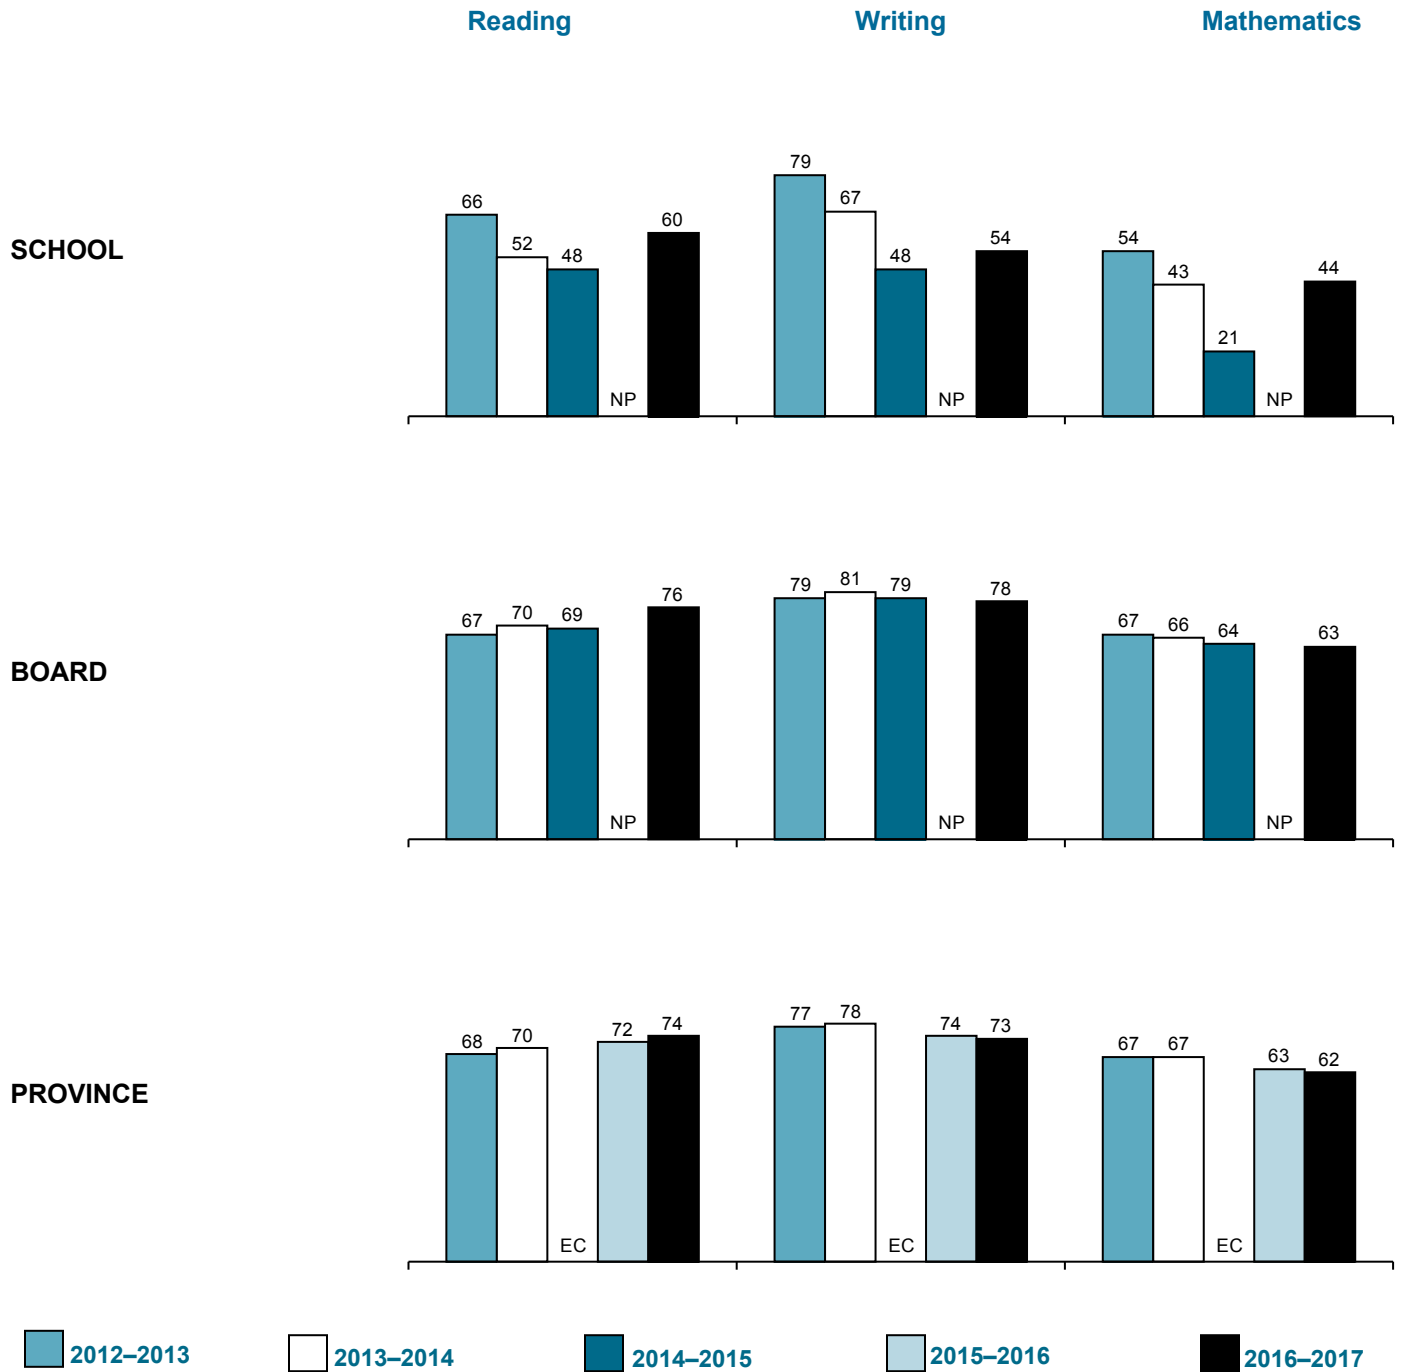 Reading Writing Mathematics
SCHOOL
66 52 48 NP 60
79 67 48 NP 54
54 43 21 NP 44
BOARD
67 70 69 NP 76
79 81 79 NP 78
67 66 64 NP 63
PROVINCE
68 70 EC 72 74
77 78 EC 74 73
67 67 EC 63 62
2012–2013 2013–2014 2014–2015 2015–2016 2016–2017